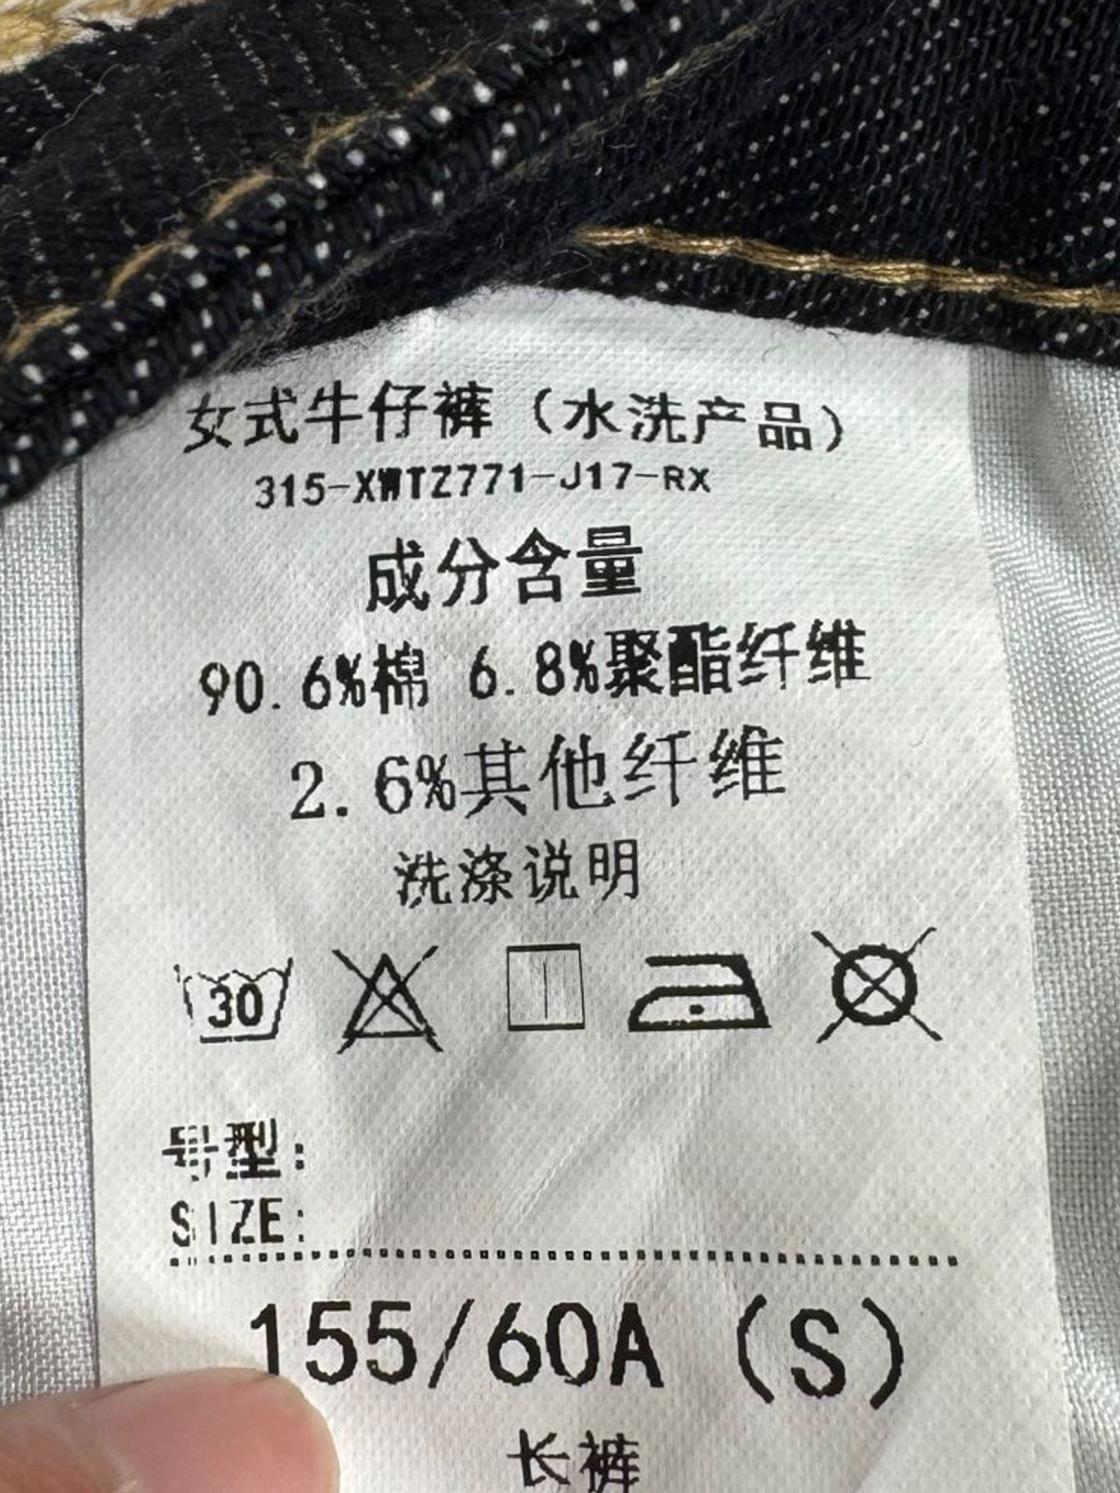 女式牛仔裤（水洗产品）
315-XWTZ771-J17-RX
成分含量
90.6%棉 6.8%聚酯纤维
2.6%其他纤维
洗涤说明
30
号型:
SIZE:
155/60A (S)
长裤